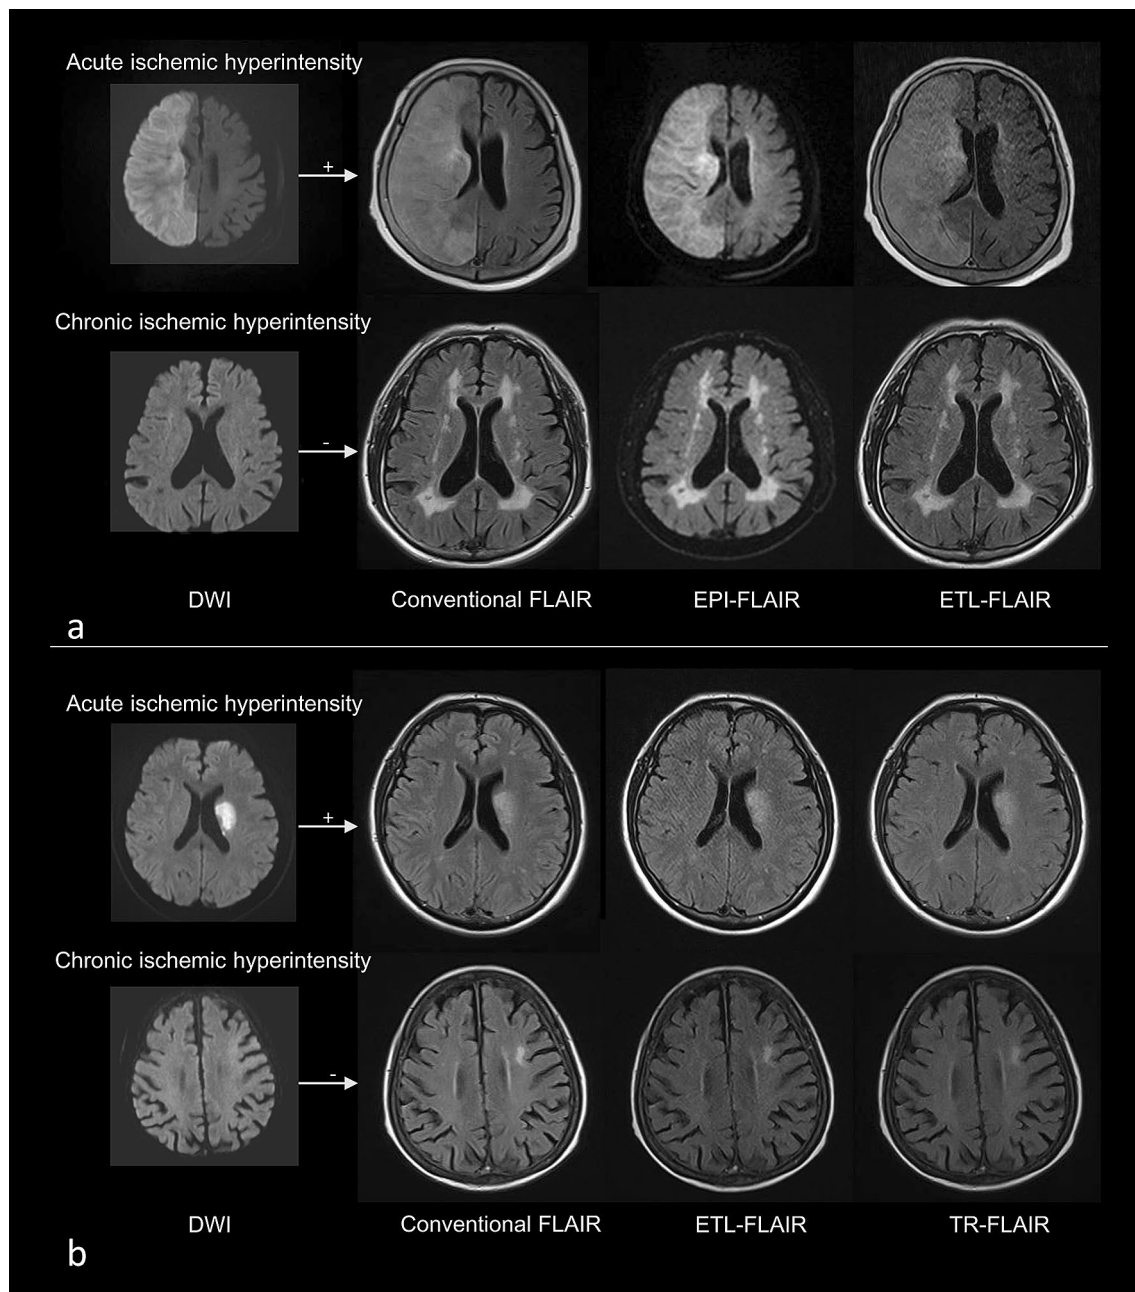 Acute ischemic hyperintensity
+
Chronic ischemic hyperintensity
-
DWI
Conventional FLAIR
EPI-FLAIR
ETL-FLAIR
a
Acute ischemic hyperintensity
+
Chronic ischemic hyperintensity
-
DWI
Conventional FLAIR
ETL-FLAIR
TR-FLAIR
b